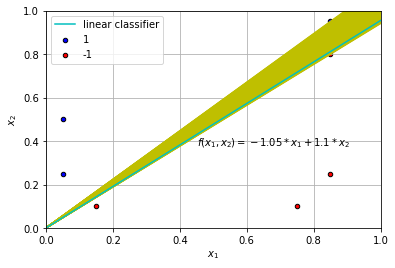 linear classifier
1
-1
f(x₁, x₂) = −1.05 * x₁ + 1.1 * x₂
1.0
0.8
0.6
0.4
0.2
0.0
x₂
0.0 0.2 0.4 0.6 0.8 1.0
x₁